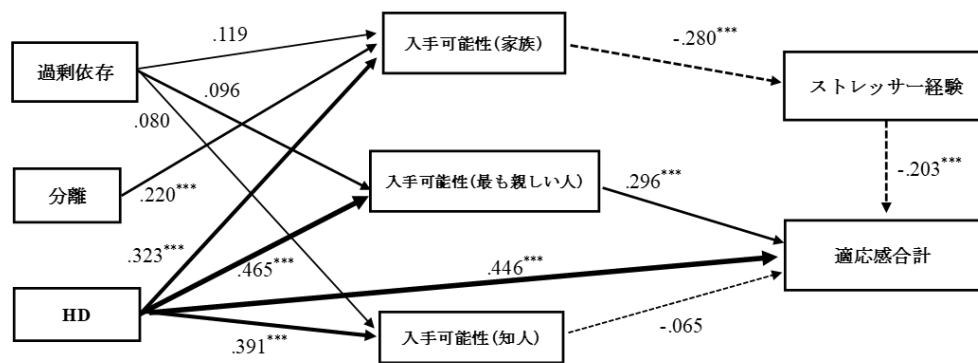 .119
入手可能性(家族)
-.280***
過剰依存
ストレッサー経験
.096
.080
-.203***
分離
.220***
入手可能性(最も親しい人)
.296***
.323***
.465***
.446***
適応感合計
HD
入手可能性(知人)
-.065
.391***